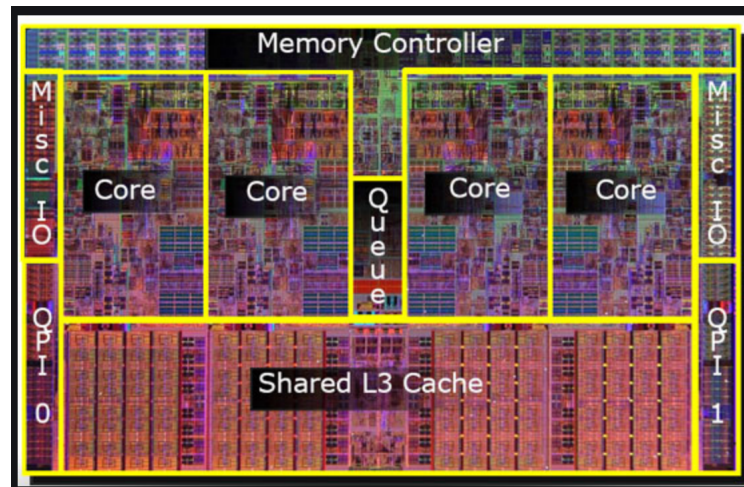 Memory Controller
Misc IO
Core
Core
Queue
Core
Core
Misc IO
QPI 0
Shared L3 Cache
QPI 1